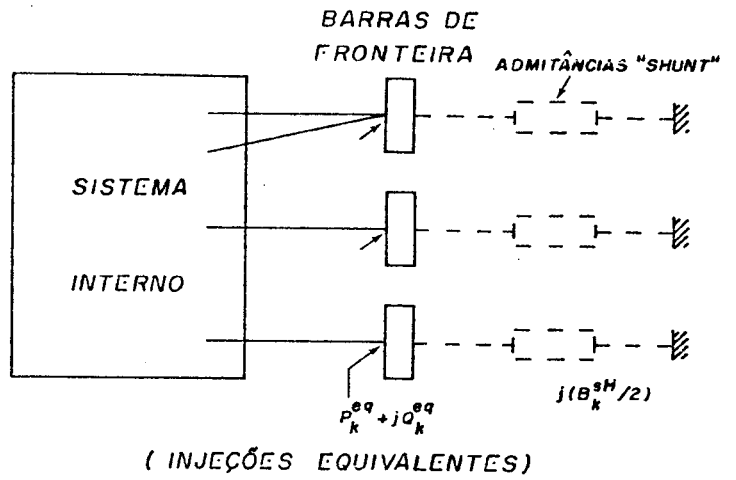 BARRAS DE
FRONTEIRA
ADMITÂNCIAS "SHUNT"
SISTEMA
INTERNO
j(B_k^sH/2)
P_k^eq + jQ_k^eq
( INJEÇÕES EQUIVALENTES)